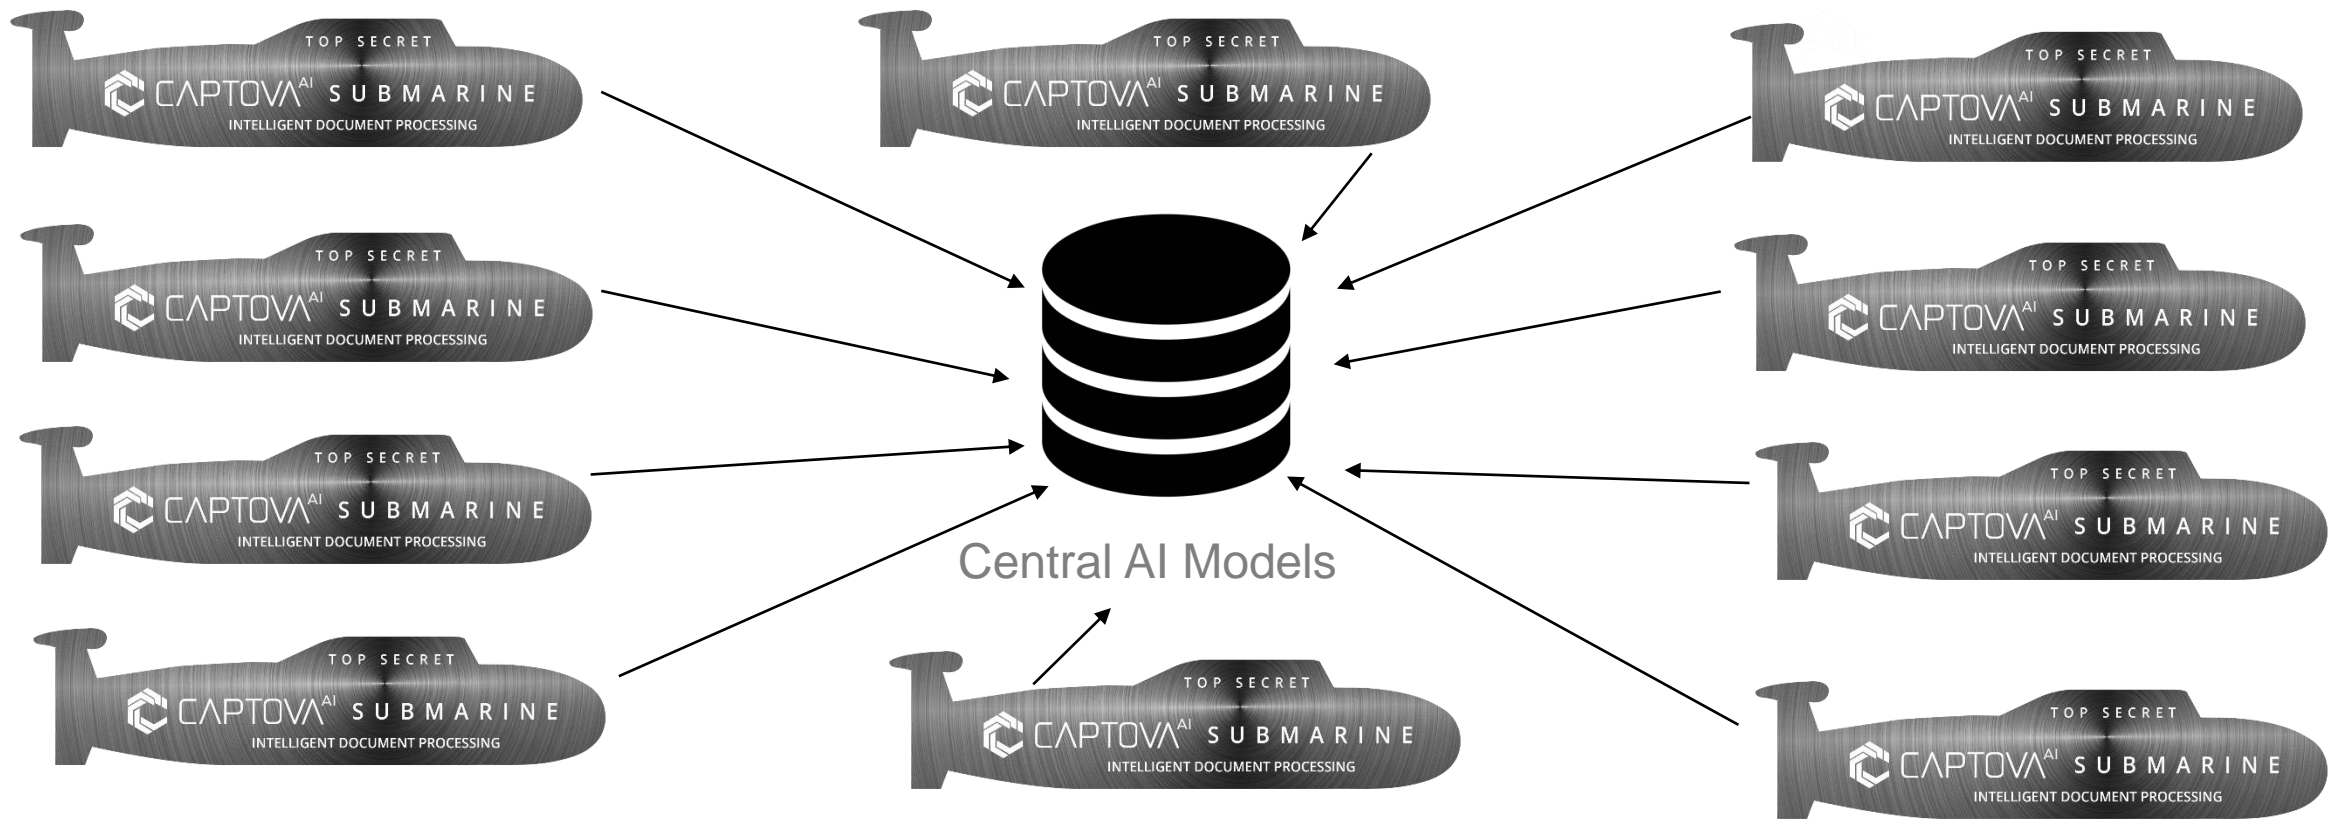 TOP SECRET
CAPTOVA AI SUBMARINE
INTELLIGENT DOCUMENT PROCESSING
TOP SECRET
CAPTOVA AI SUBMARINE
INTELLIGENT DOCUMENT PROCESSING
TOP SECRET
CAPTOVA AI SUBMARINE
INTELLIGENT DOCUMENT PROCESSING
TOP SECRET
CAPTOVA AI SUBMARINE
INTELLIGENT DOCUMENT PROCESSING
TOP SECRET
CAPTOVA AI SUBMARINE
INTELLIGENT DOCUMENT PROCESSING
TOP SECRET
CAPTOVA AI SUBMARINE
INTELLIGENT DOCUMENT PROCESSING
TOP SECRET
CAPTOVA AI SUBMARINE
INTELLIGENT DOCUMENT PROCESSING
Central AI Models
TOP SECRET
CAPTOVA AI SUBMARINE
INTELLIGENT DOCUMENT PROCESSING
TOP SECRET
CAPTOVA AI SUBMARINE
INTELLIGENT DOCUMENT PROCESSING
TOP SECRET
CAPTOVA AI SUBMARINE
INTELLIGENT DOCUMENT PROCESSING